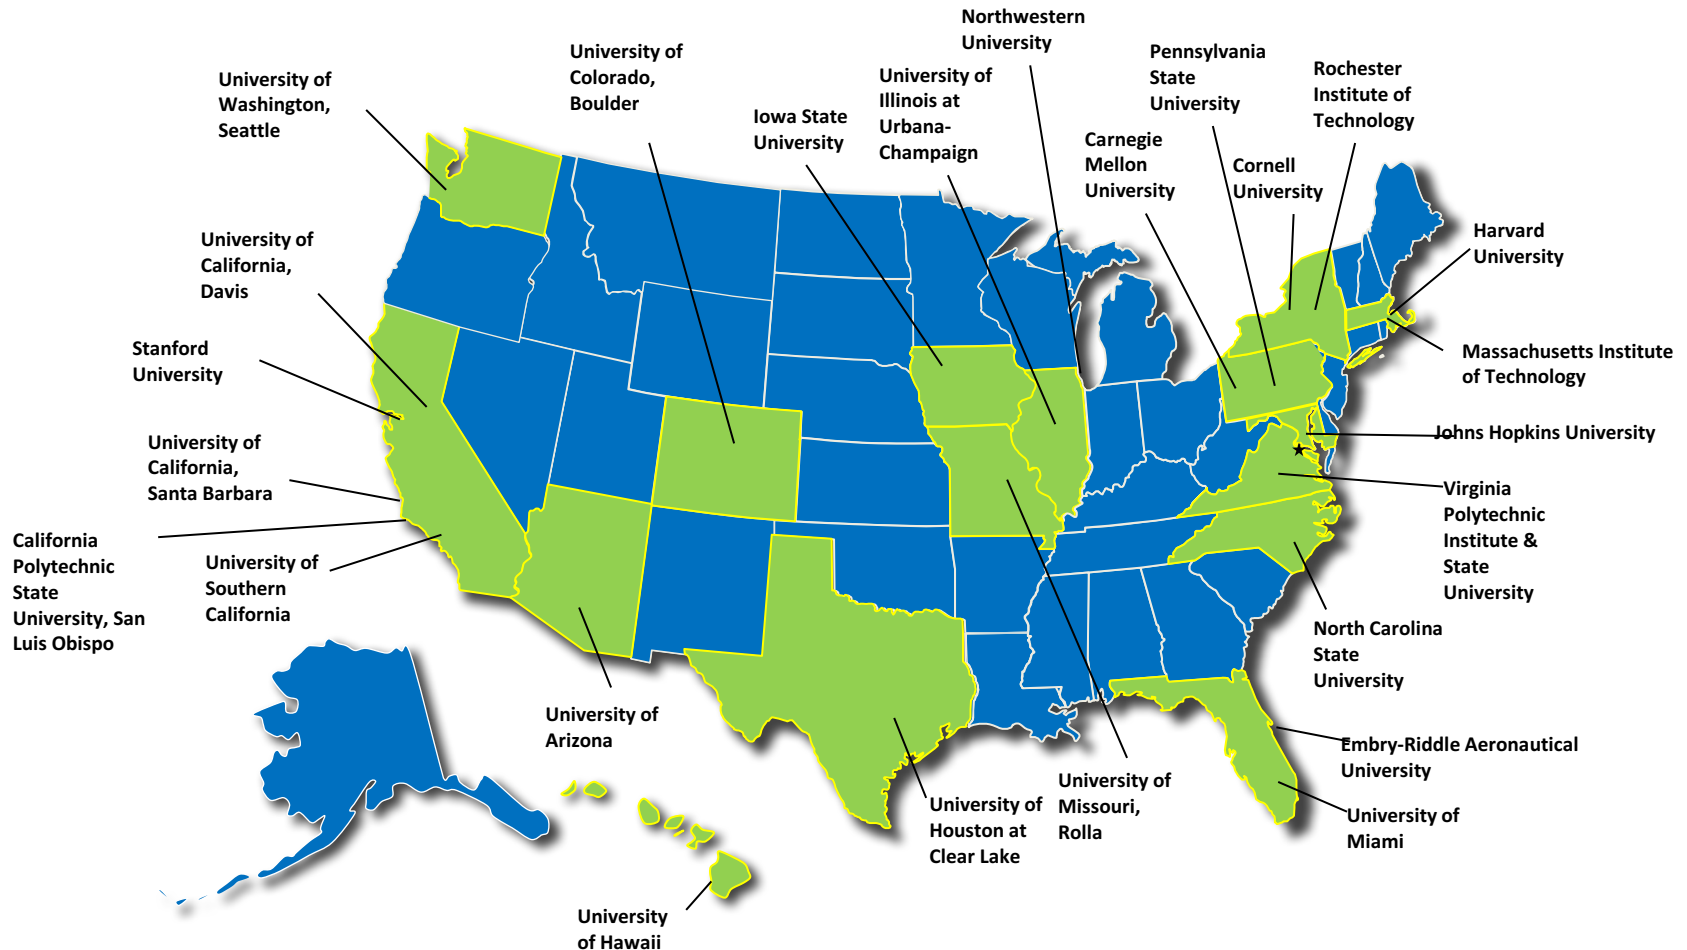 Northwestern
University
University of
Colorado,
Boulder
Pennsylvania
State
University
Rochester
Institute of
Technology
University of
Washington,
Seattle
University of
Illinois at
Urbana-
Champaign
Iowa State
University
Carnegie
Mellon
University
Cornell
University
Harvard
University
University of
California,
Davis
Stanford
University
Massachusetts Institute
of Technology
University of
California,
Santa Barbara
Johns Hopkins University
Virginia
Polytechnic
Institute &
State
University
California
Polytechnic
State
University, San
Luis Obispo
University of
Southern
California
North Carolina
State
University
University of
Arizona
Embry-Riddle Aeronautical
University
University of
Missouri,
Rolla
University of
Houston at
Clear Lake
University of
Miami
University
of Hawaii